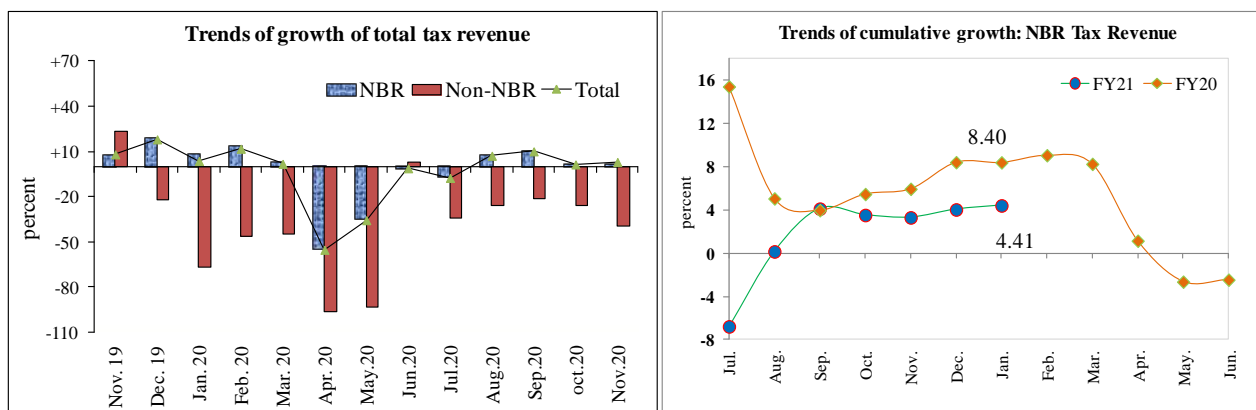 Trends of growth of total tax revenue
+70
+40
+10
-20
-50
-80
-110
percent
NBR Non-NBR Total
Nov. 19
Dec. 19
Jan. 20
Feb. 20
Mar. 20
Apr. 20
May.20
Jun.20
Jul.20
Aug.20
Sep.20
oct.20
Nov.20
Trends of cumulative growth: NBR Tax Revenue
16
12
8
4
0
-4
-8
percent
FY21 FY20
8.40
4.41
Jul.
Aug.
Sep.
Oct.
Nov.
Dec.
Jan.
Feb.
Mar.
Apr.
May.
Jun.